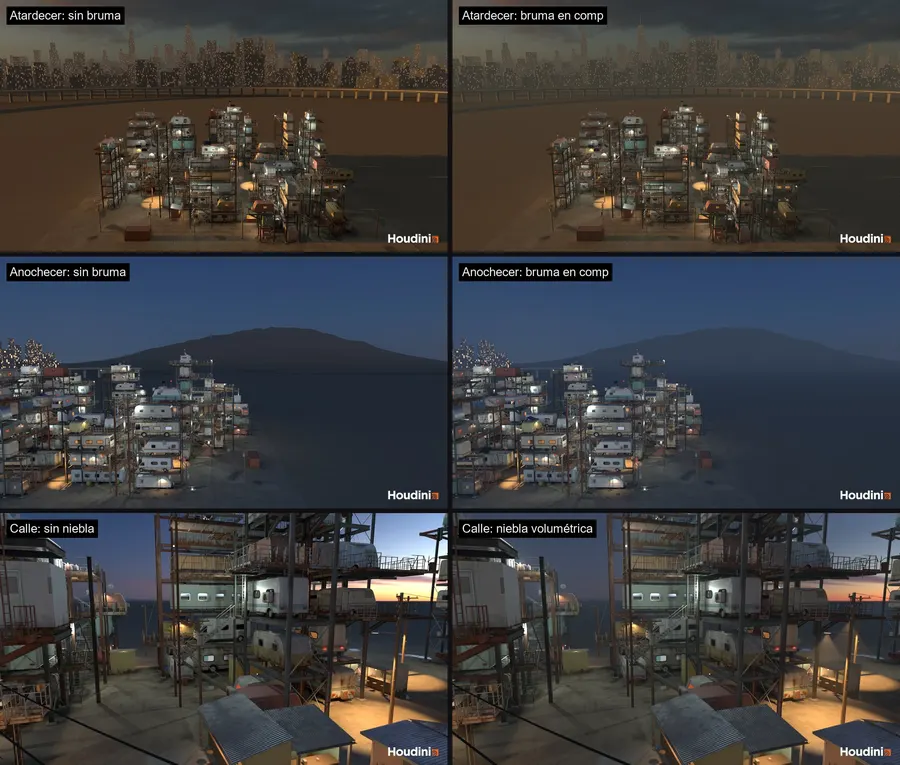 Atardecer: sin bruma
Atardecer: bruma en comp
Houdini
Houdini
Anochecer: sin bruma
Anochecer: bruma en comp
Houdini
Houdini
Calle: sin niebla
Calle: niebla volumétrica
Houdini
Houdini